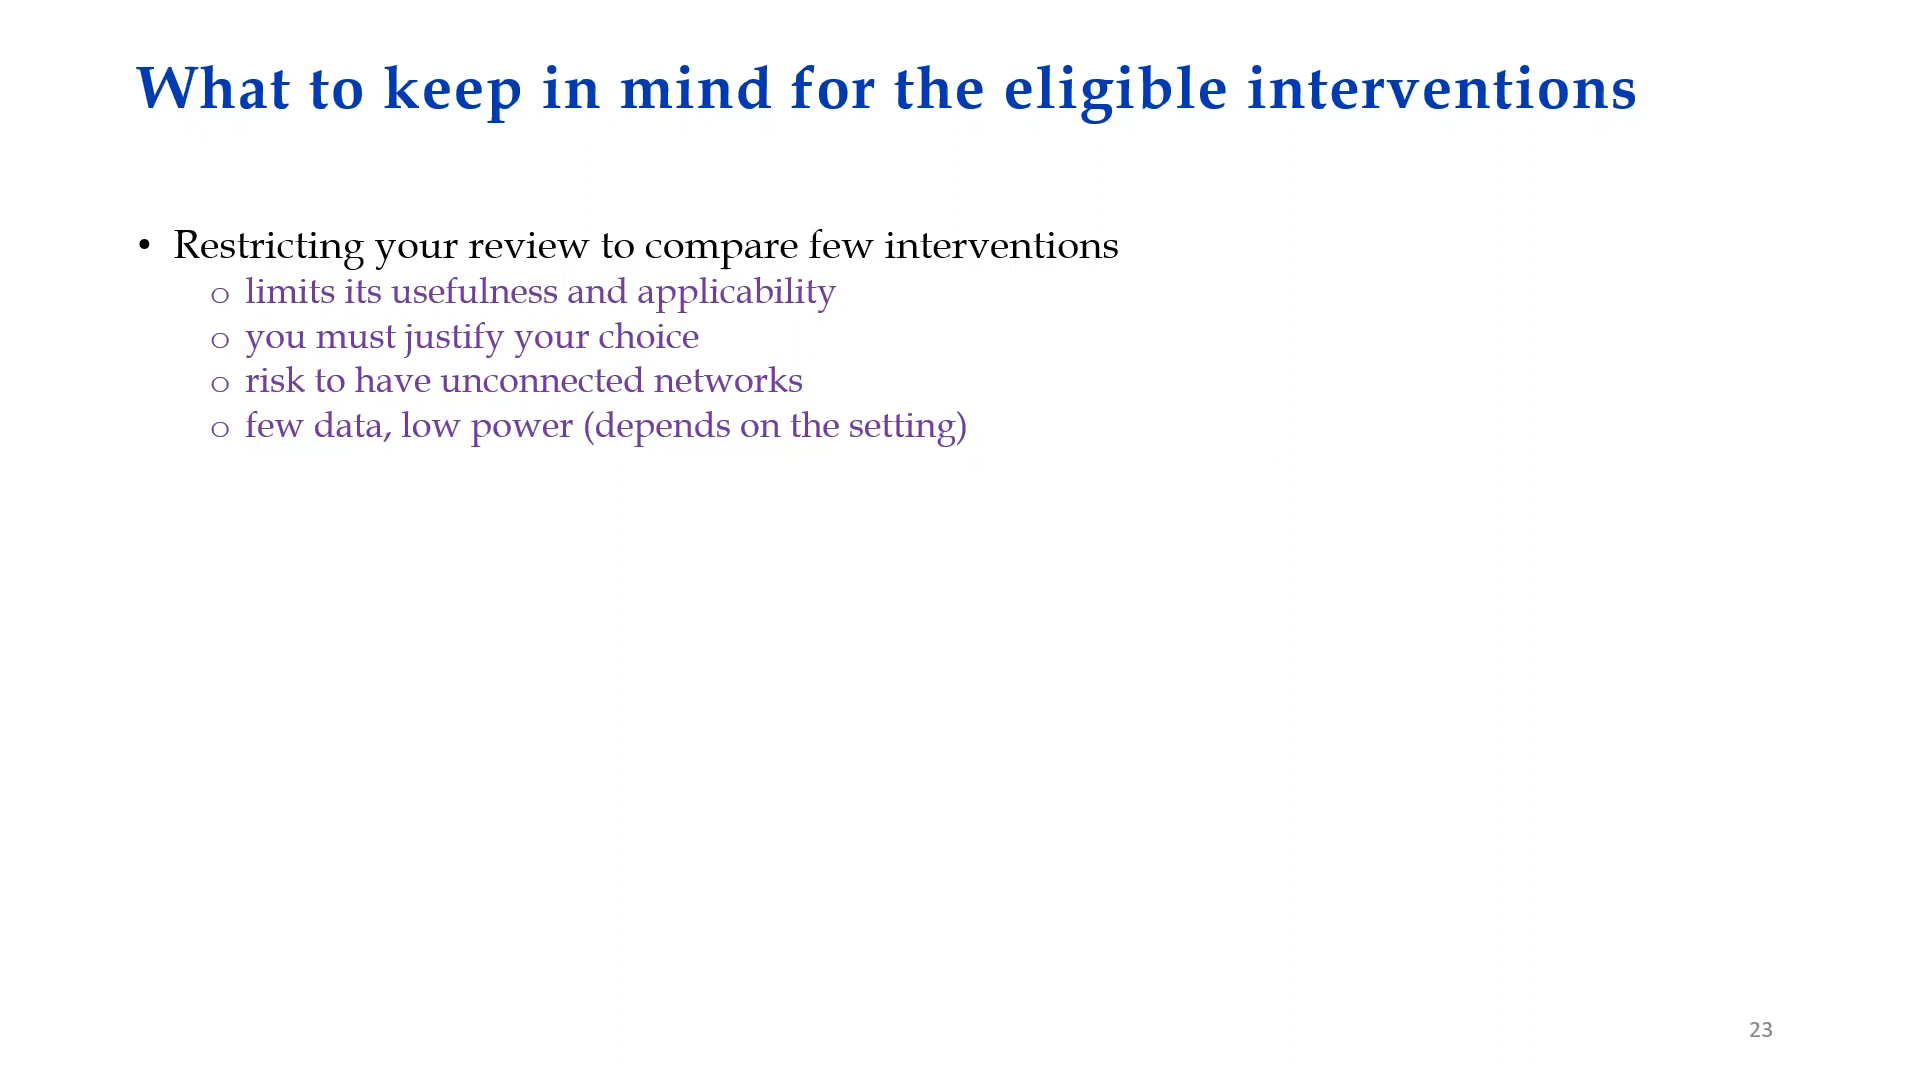 What to keep in mind for the eligible interventions
• Restricting your review to compare few interventions
o limits its usefulness and applicability
o you must justify your choice
o risk to have unconnected networks
o few data, low power (depends on the setting)
23